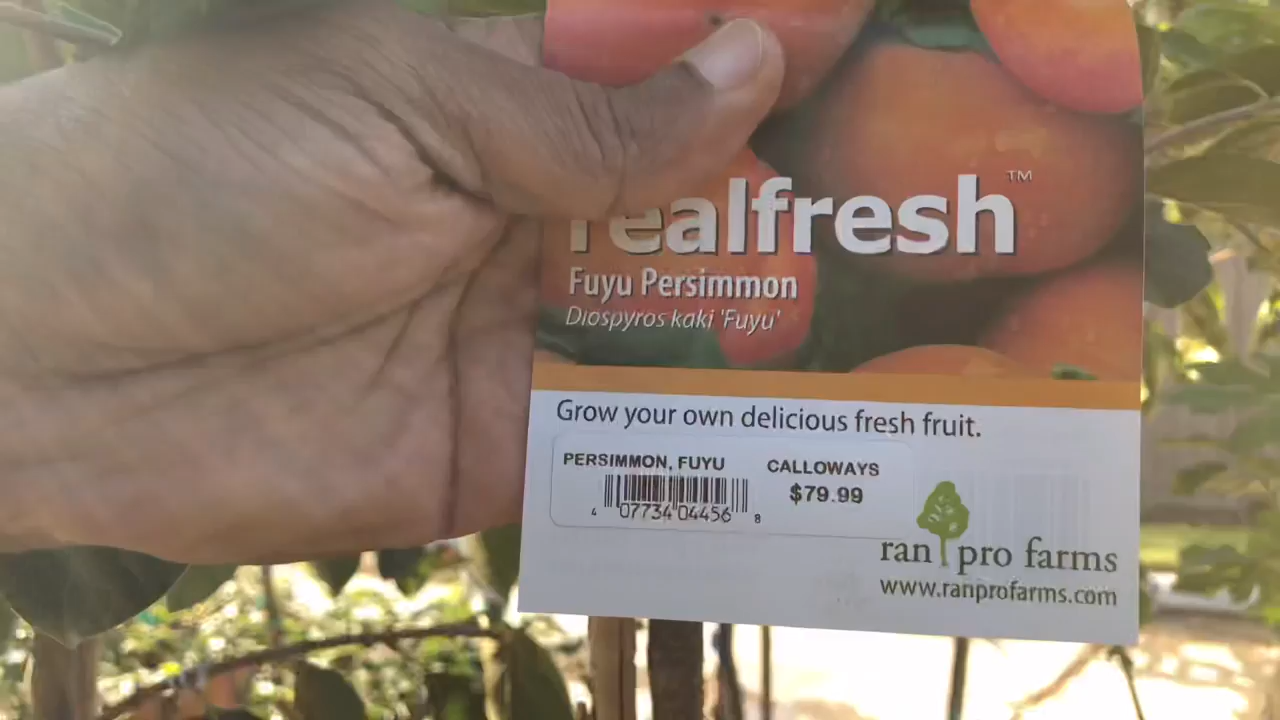 realfresh™
Fuyu Persimmon
Diospyros kaki 'Fuyu'
Grow your own delicious fresh fruit.
PERSIMMON, FUYU
CALLOWAYS
$79.99
4 07734 04456 8
ran pro farms
www.ranprofarms.com